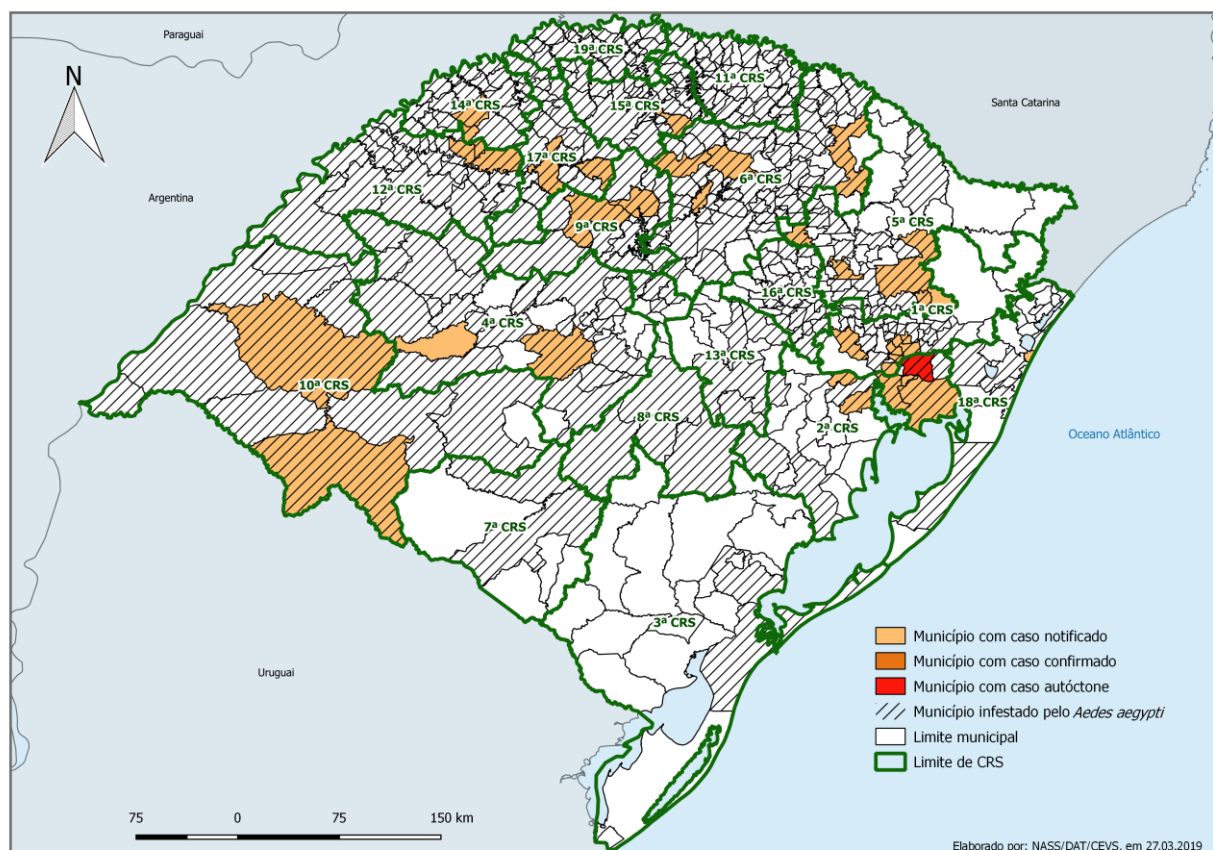 Paraguai
Santa Catarina
Argentina
Uruguai
Oceano Atlântico
N
19ª CRS
11ª CRS
14ª CRS
15ª CRS
17ª CRS
12ª CRS
6ª CRS
9ª CRS
5ª CRS
16ª CRS
1ª CRS
4ª CRS
13ª CRS
10ª CRS
18ª CRS
8ª CRS
2ª CRS
7ª CRS
3ª CRS
Município com caso notificado
Município com caso confirmado
Município com caso autóctone
Município infestado pelo Aedes aegypti
Limite municipal
Limite de CRS
75 0 75 150 km
Elaborado por: NASS/DAT/CEVS, em 27.03.2019